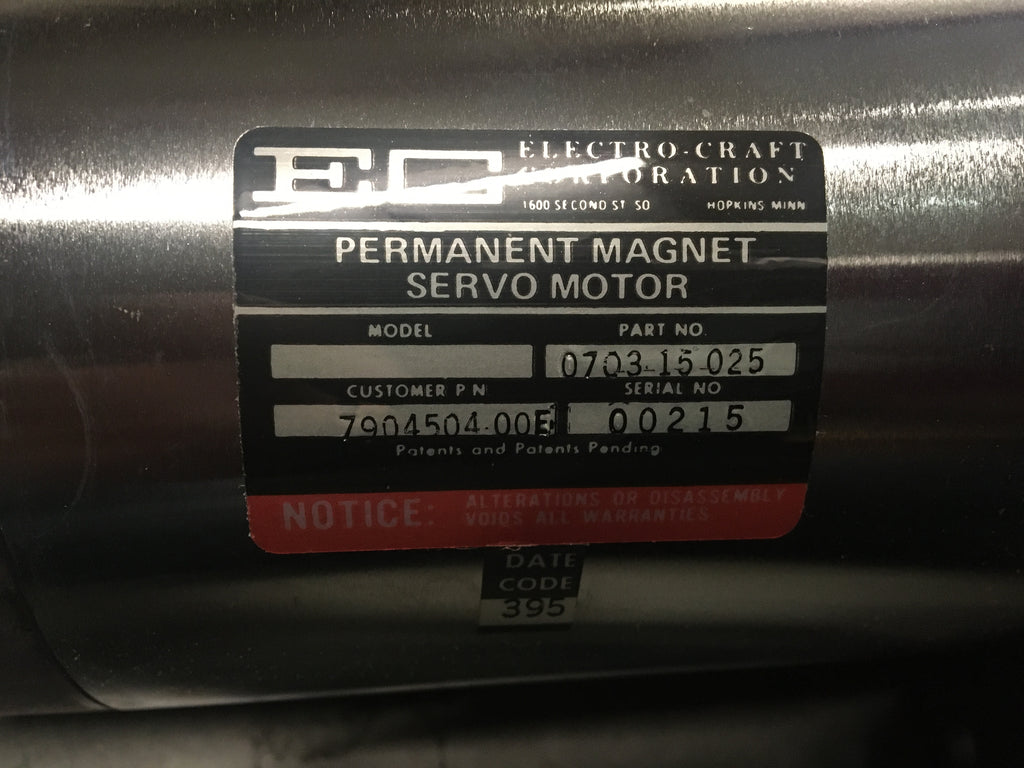 EC ELECTRO-CRAFT
CORPORATION
1600 SECOND ST SO HOPKINS MINN
PERMANENT MAGNET
SERVO MOTOR
MODEL PART NO.
0703-15-025
CUSTOMER P N SERIAL NO
7904504-00E 00215
Patents and Patents Pending
NOTICE: ALTERATIONS OR DISASSEMBLY
VOIDS ALL WARRANTIES
DATE
CODE
395